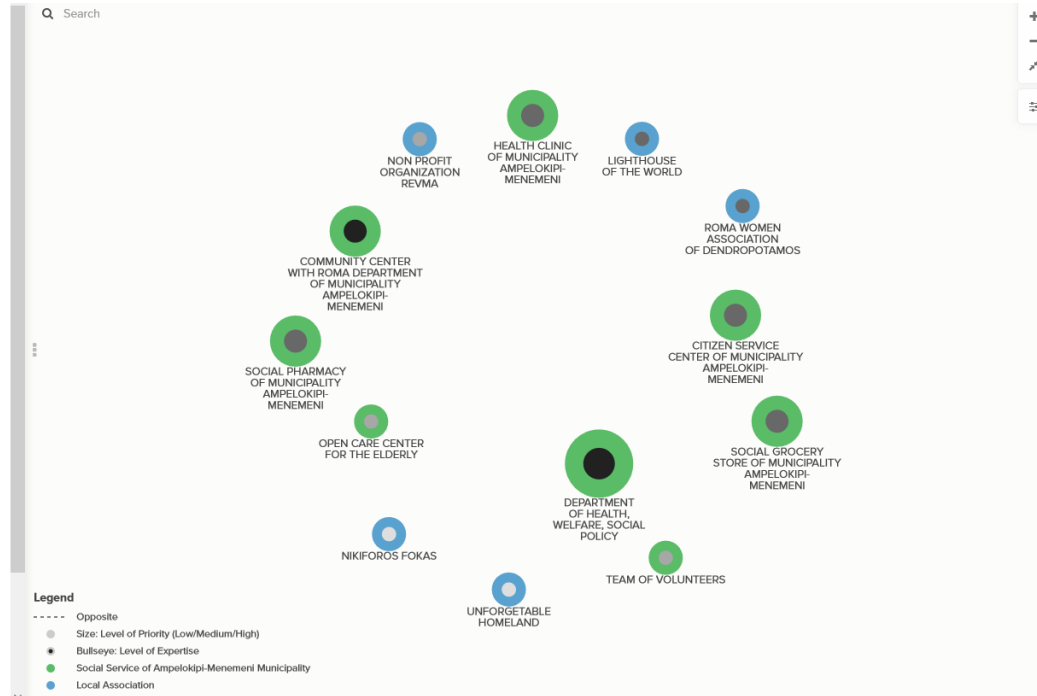 Search
HEALTH CLINIC
OF MUNICIPALITY
AMPELOKIPI-
MENEMENI
NON PROFIT
ORGANIZATION
REVMA
LIGHTHOUSE
OF THE WORLD
ROMA WOMEN
ASSOCIATION
OF DENDROPOTAMOS
COMMUNITY CENTER
WITH ROMA DEPARTMENT
OF MUNICIPALITY
AMPELOKIPI-
MENEMENI
CITIZEN SERVICE
CENTER OF MUNICIPALITY
AMPELOKIPI-
MENEMENI
SOCIAL PHARMACY
OF MUNICIPALITY
AMPELOKIPI-
MENEMENI
OPEN CARE CENTER
FOR THE ELDERLY
SOCIAL GROCERY
STORE OF MUNICIPALITY
AMPELOKIPI-
MENEMENI
DEPARTMENT
OF HEALTH,
WELFARE, SOCIAL
POLICY
NIKIFOROS FOKAS
TEAM OF VOLUNTEERS
UNFORGETABLE
HOMELAND
Legend
Opposite
Size: Level of Priority (Low/Medium/High)
Bullseye: Level of Expertise
Social Service of Ampelokipi-Menemeni Municipality
Local Association